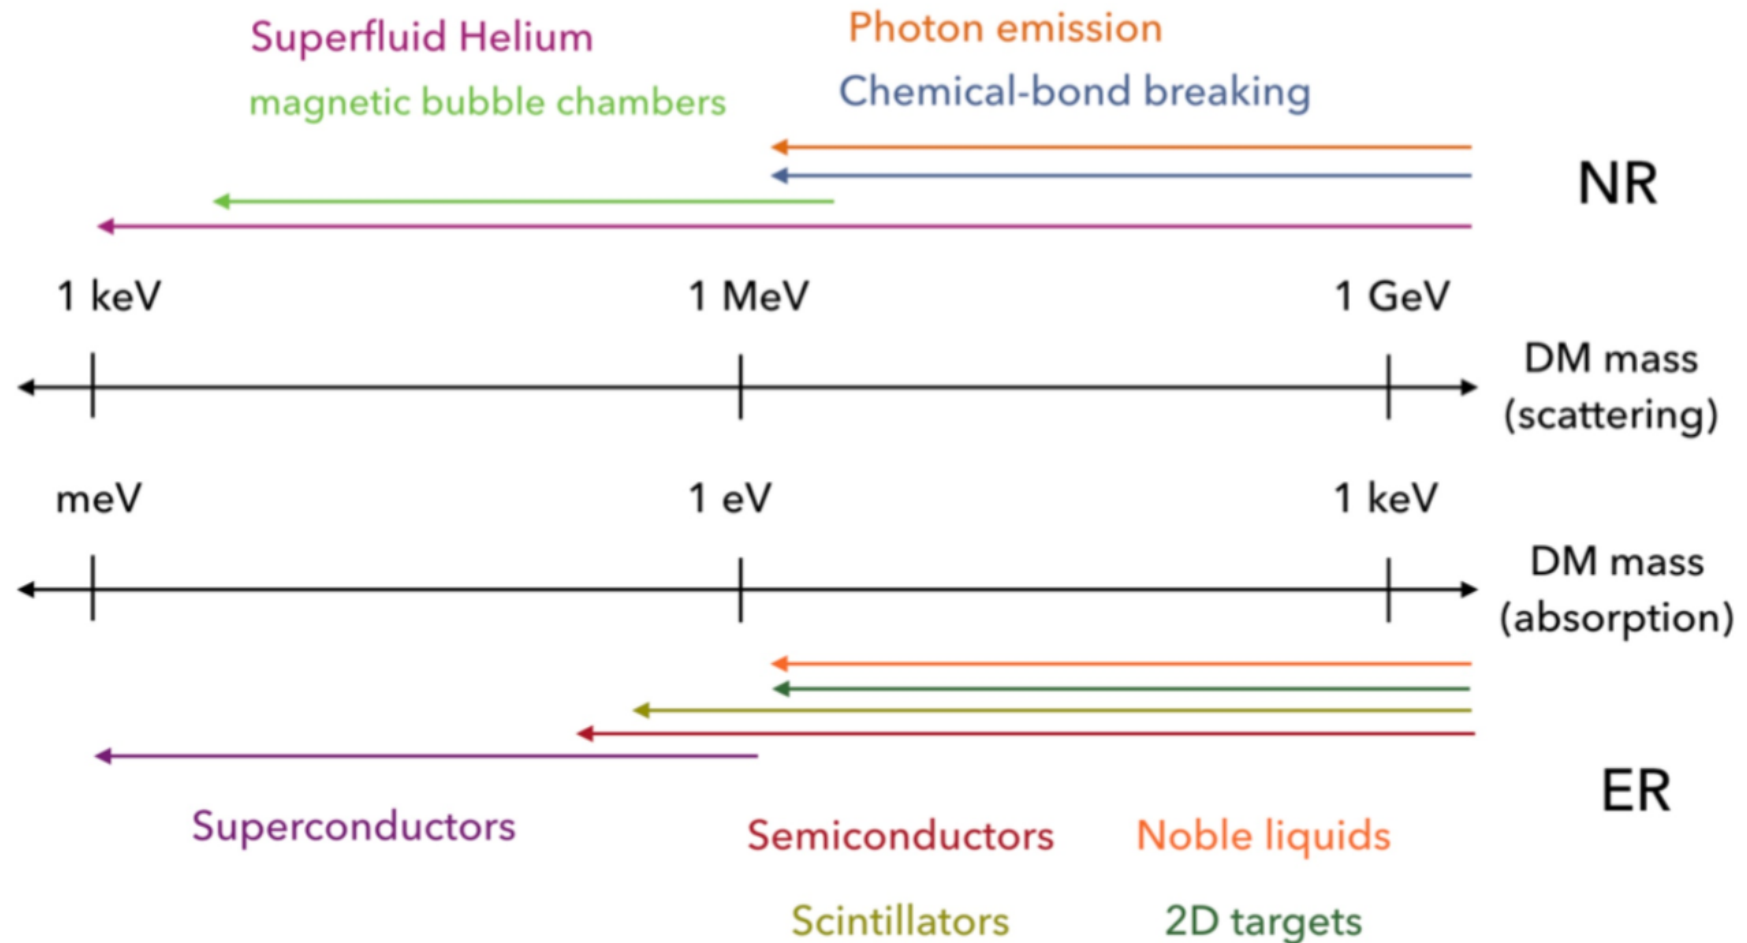 Superfluid Helium
Photon emission
magnetic bubble chambers
Chemical-bond breaking
NR
1 keV
1 MeV
1 GeV
DM mass
(scattering)
meV
1 eV
1 keV
DM mass
(absorption)
ER
Superconductors
Semiconductors
Noble liquids
Scintillators
2D targets